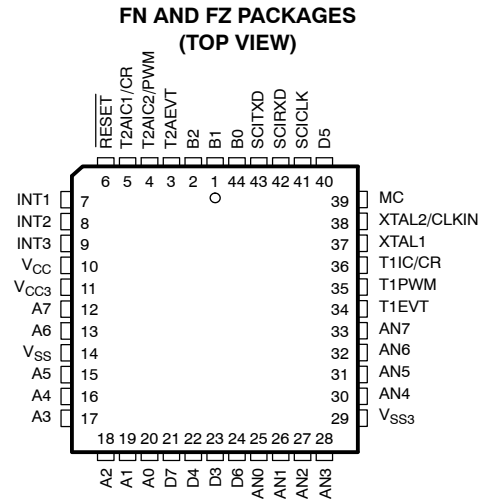 FN AND FZ PACKAGES
(TOP VIEW)
RESET
T2AIC1/CR
T2AIC2/PWM
T2AEVT
B2
B1
B0
SCITXD
SCIRXD
SCICLK
D5
6 5 4 3 2 1 44 43 42 41 40
INT1 7
INT2 8
INT3 9
VCC 10
VCC3 11
A7 12
A6 13
VSS 14
A5 15
A4 16
A3 17
39 MC
38 XTAL2/CLKIN
37 XTAL1
36 T1IC/CR
35 T1PWM
34 T1EVT
33 AN7
32 AN6
31 AN5
30 AN4
29 VSS3
18 19 20 21 22 23 24 25 26 27 28
A2
A1
A0
D7
D4
D3
D6
AN0
AN1
AN2
AN3